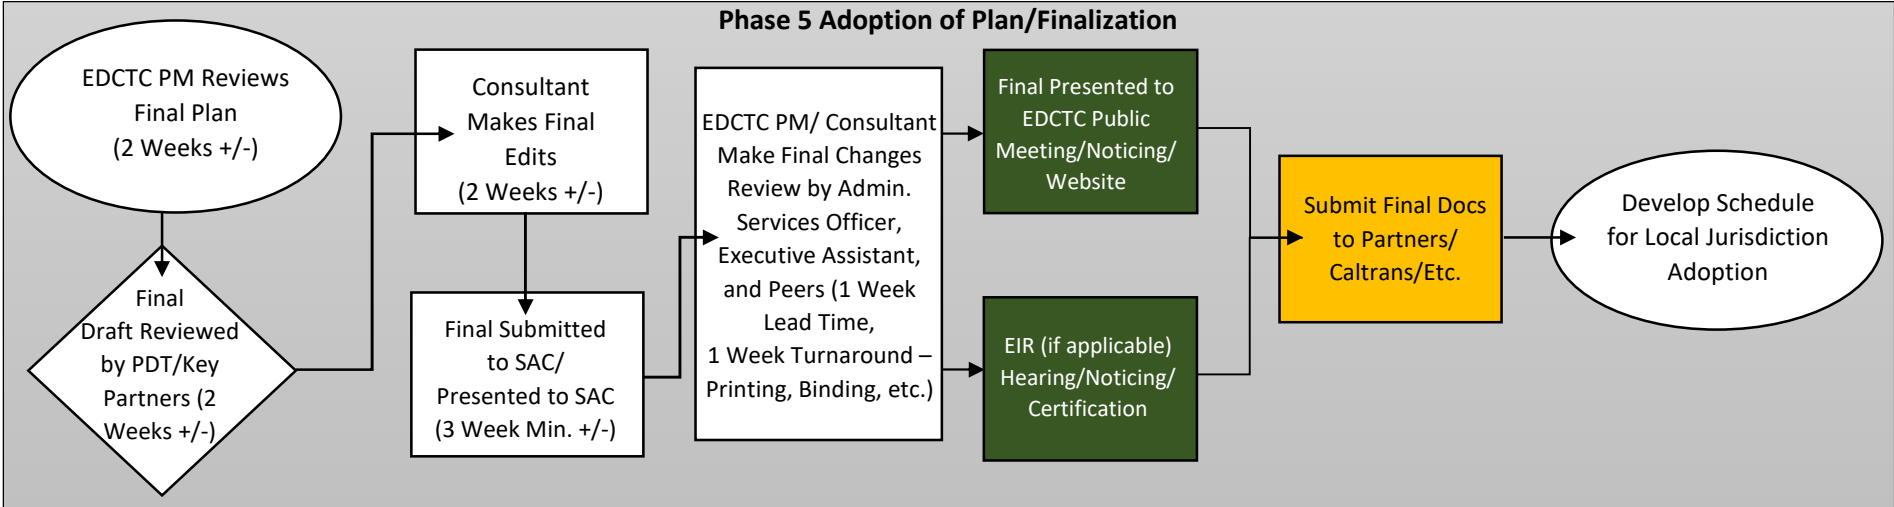 Phase 5 Adoption of Plan/Finalization
EDCTC PM Reviews
Final Plan
(2 Weeks +/-)
Final
Draft Reviewed
by PDT/Key
Partners (2
Weeks +/-)
Consultant
Makes Final
Edits
(2 Weeks +/-)
Final Submitted
to SAC/
Presented to SAC
(3 Week Min. +/-)
EDCTC PM/ Consultant
Make Final Changes
Review by Admin.
Services Officer,
Executive Assistant,
and Peers (1 Week
Lead Time,
1 Week Turnaround –
Printing, Binding, etc.)
Final Presented to
EDCTC Public
Meeting/Noticing/
Website
EIR (if applicable)
Hearing/Noticing/
Certification
Submit Final Docs
to Partners/
Caltrans/Etc.
Develop Schedule
for Local Jurisdiction
Adoption